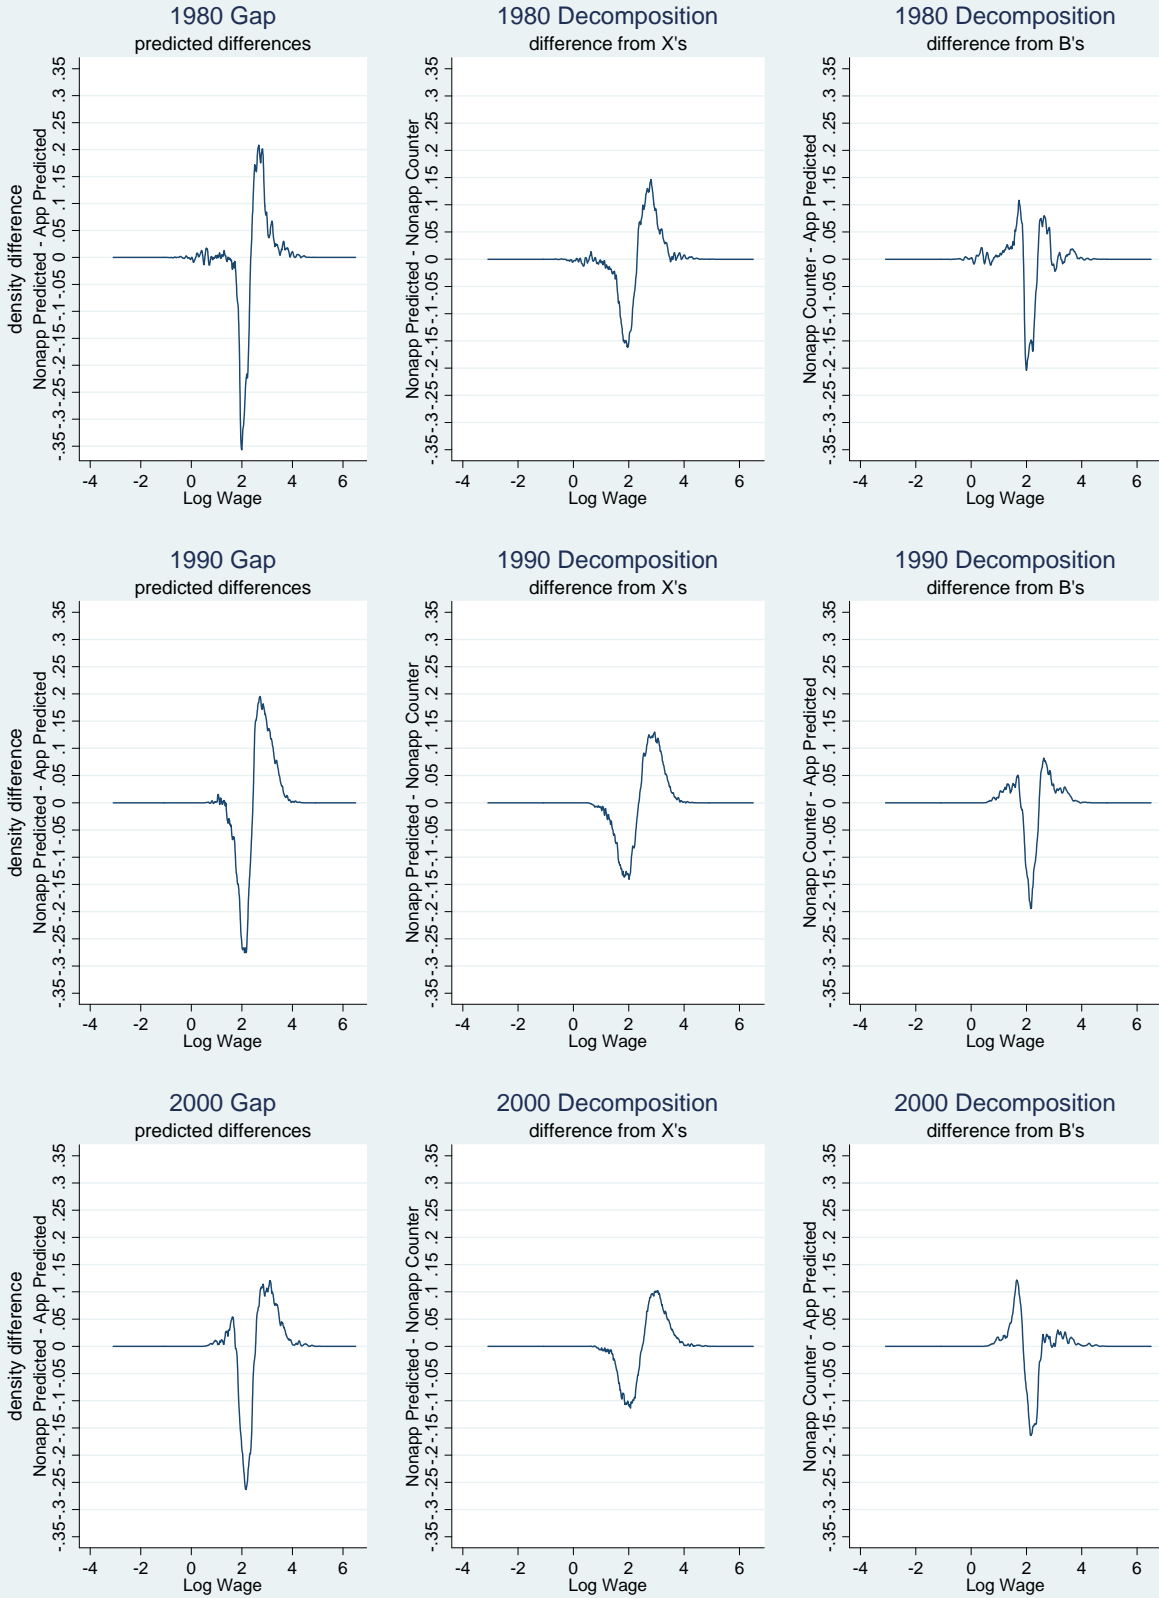 1980 Gap
predicted differences
density difference
Nonapp Predicted - App Predicted
-.35 -.3 -.25 -.2 -.15 -.1 -.05 0 .05 .1 .15 .2 .25 .3 .35
-4 -2 0 2 4 6
Log Wage
1980 Decomposition
difference from X's
Nonapp Predicted - Nonapp Counter
-.35 -.3 -.25 -.2 -.15 -.1 -.05 0 .05 .1 .15 .2 .25 .3 .35
-4 -2 0 2 4 6
Log Wage
1980 Decomposition
difference from B's
Nonapp Counter - App Predicted
-.35 -.3 -.25 -.2 -.15 -.1 -.05 0 .05 .1 .15 .2 .25 .3 .35
-4 -2 0 2 4 6
Log Wage
1990 Gap
predicted differences
density difference
Nonapp Predicted - App Predicted
-.35 -.3 -.25 -.2 -.15 -.1 -.05 0 .05 .1 .15 .2 .25 .3 .35
-4 -2 0 2 4 6
Log Wage
1990 Decomposition
difference from X's
Nonapp Predicted - Nonapp Counter
-.35 -.3 -.25 -.2 -.15 -.1 -.05 0 .05 .1 .15 .2 .25 .3 .35
-4 -2 0 2 4 6
Log Wage
1990 Decomposition
difference from B's
Nonapp Counter - App Predicted
-.35 -.3 -.25 -.2 -.15 -.1 -.05 0 .05 .1 .15 .2 .25 .3 .35
-4 -2 0 2 4 6
Log Wage
2000 Gap
predicted differences
density difference
Nonapp Predicted - App Predicted
-.35 -.3 -.25 -.2 -.15 -.1 -.05 0 .05 .1 .15 .2 .25 .3 .35
-4 -2 0 2 4 6
Log Wage
2000 Decomposition
difference from X's
Nonapp Predicted - Nonapp Counter
-.35 -.3 -.25 -.2 -.15 -.1 -.05 0 .05 .1 .15 .2 .25 .3 .35
-4 -2 0 2 4 6
Log Wage
2000 Decomposition
difference from B's
Nonapp Counter - App Predicted
-.35 -.3 -.25 -.2 -.15 -.1 -.05 0 .05 .1 .15 .2 .25 .3 .35
-4 -2 0 2 4 6
Log Wage